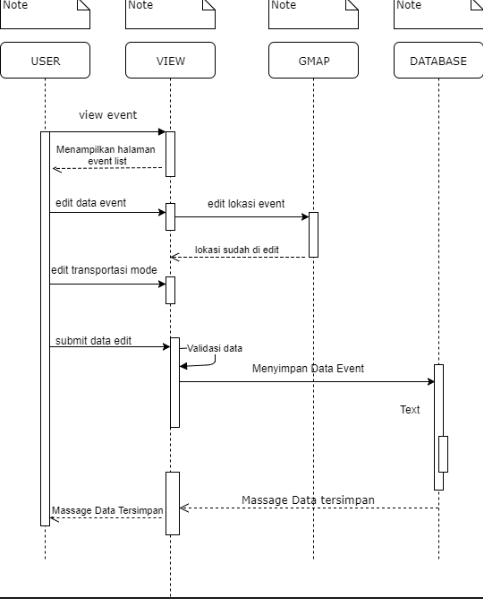 Note
Note
Note
Note
USER
VIEW
GMAP
DATABASE
view event
Menampilkan halaman
event list
edit data event
edit lokasi event
lokasi sudah di edit
edit transportasi mode
submit data edit
Validasi data
Menyimpan Data Event
Text
Massage Data tersimpan
Massage Data Tersimpan